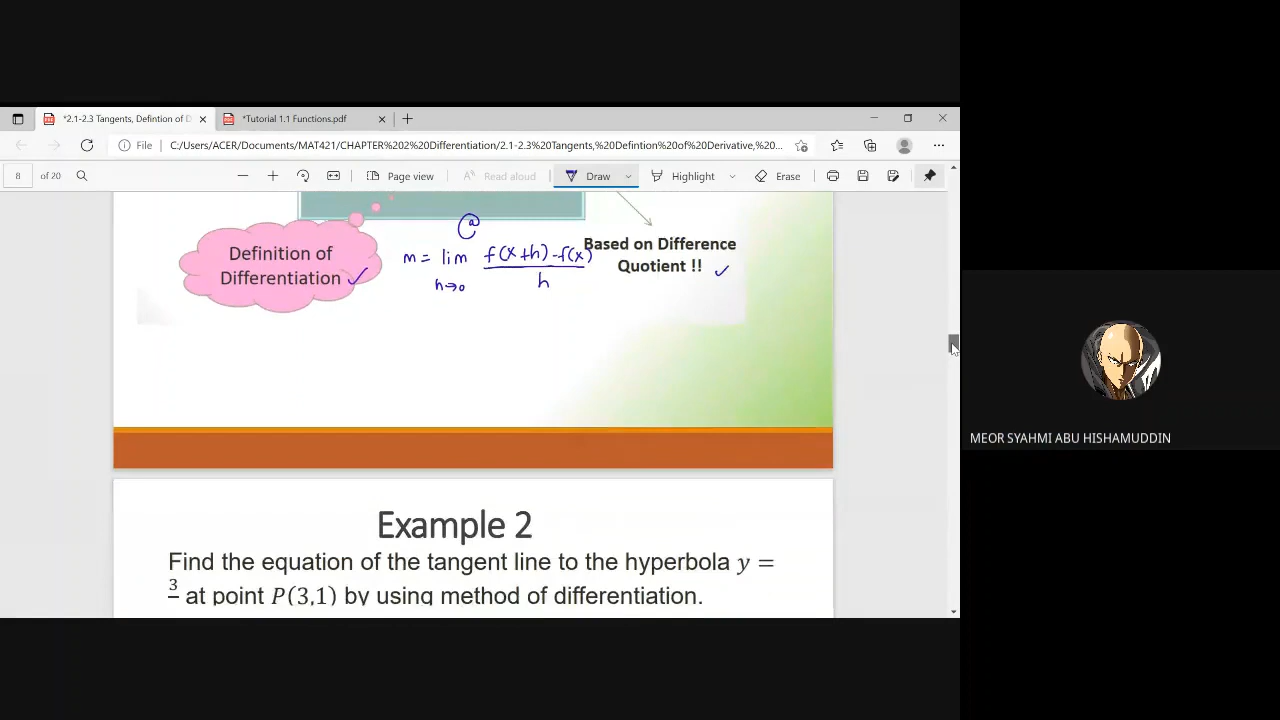 *2.1-2.3 Tangents, Defintion of D
*Tutorial 1.1 Functions.pdf
File C:/Users/ACER/Documents/MAT421/CHAPTER%202%20Differentiation/2.1-2.3%20Tangents,%20Defintion%20of%20Derivative,%20...
8 of 20 Page view Read aloud Draw Highlight Erase
@
Definition of
Differentiation ✓
m = lim f(x+h) - f(x)
h→0 h
Based on Difference
Quotient !! ✓
Example 2
Find the equation of the tangent line to the hyperbola y =
3
at point P(3,1) by using method of differentiation.
MEOR SYAHMI ABU HISHAMUDDIN